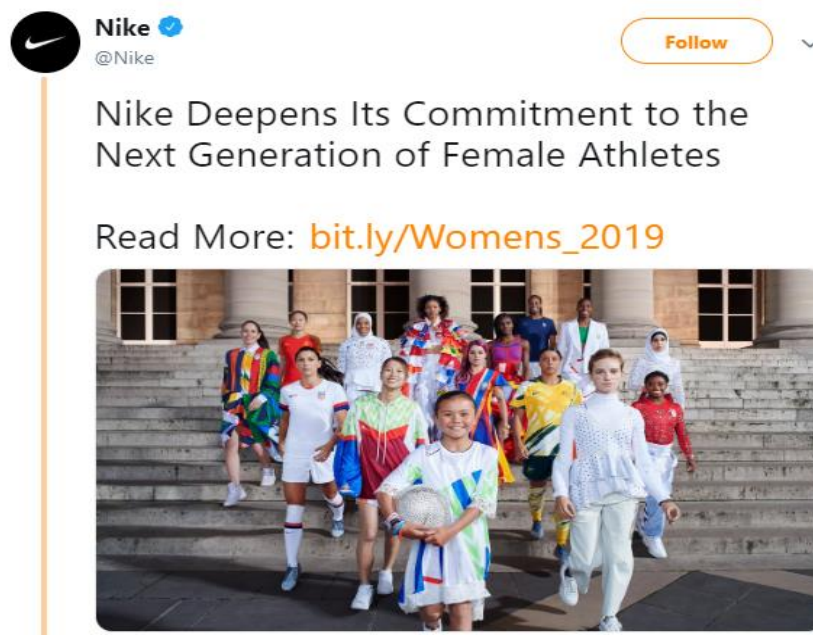 Nike
@Nike
Follow
Nike Deepens Its Commitment to the
Next Generation of Female Athletes
Read More: bit.ly/Womens_2019